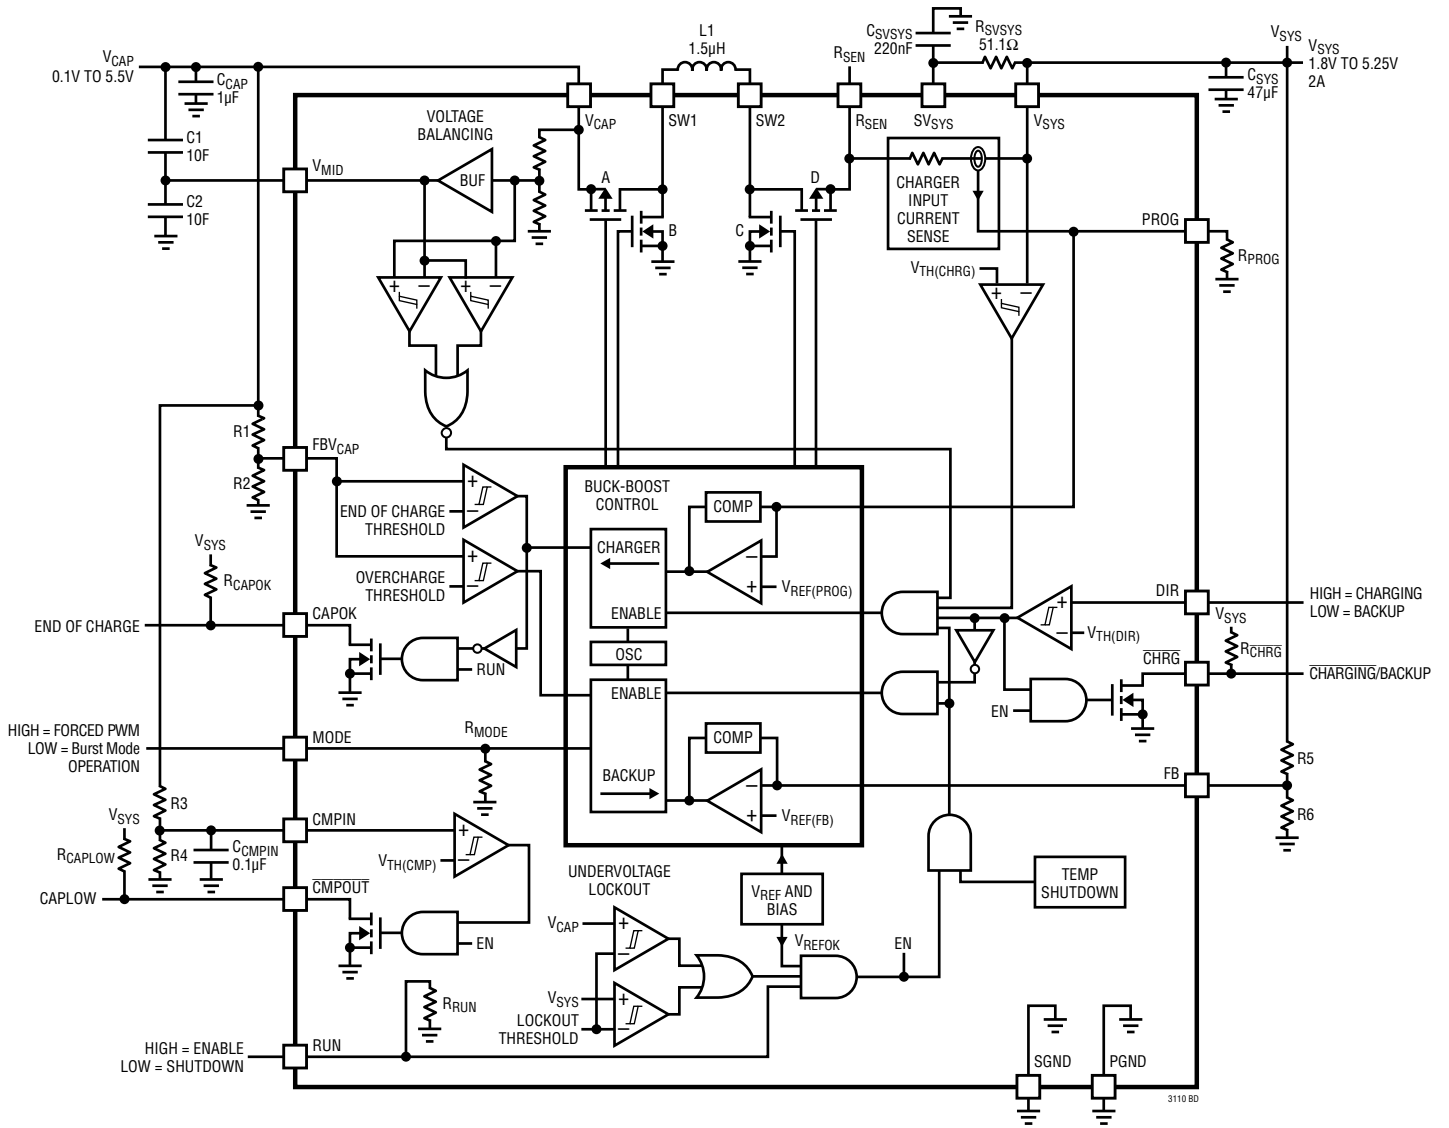 L1
1.5µH
CSVSYS
220nF
RSVSYS
51.1Ω
VSYS
VSYS
1.8V TO 5.25V
2A
VCAP
0.1V TO 5.5V
CCAP
1µF
RSEN
CSYS
47µF
VCAP
SW1
SW2
RSEN
SVSYS
VSYS
VOLTAGE
BALANCING
C1
10F
VMID
BUF
A
D
CHARGER
INPUT
CURRENT
SENSE
C2
10F
B
C
PROG
RPROG
VTH(CHRG)
+ –
+ –
+ –
R1
FBVCAP
R2
+
–
END OF CHARGE
THRESHOLD
BUCK-BOOST
CONTROL
COMP
CHARGER
–
+
VREF(PROG)
ENABLE
OSC
VSYS
RCAPOK
+
–
OVERCHARGE
THRESHOLD
CAPOK
END OF CHARGE
RUN
DIR
HIGH = CHARGING
LOW = BACKUP
+
–
VTH(DIR)
VSYS
RCHRG
CHRG
CHARGING/BACKUP
EN
ENABLE
COMP
BACKUP
–
+
VREF(FB)
HIGH = FORCED PWM
LOW = Burst Mode
OPERATION
MODE
RMODE
FB
R5
R6
VSYS
RCAPLOW
R3
R4
CMPIN
CCMPIN
0.1µF
+
–
VTH(CMP)
CAPLOW
CMPOUT
EN
UNDERVOLTAGE
LOCKOUT
VREF AND
BIAS
TEMP
SHUTDOWN
VCAP
+
–
VREFOK
EN
VSYS
+
–
LOCKOUT
THRESHOLD
RRUN
HIGH = ENABLE
LOW = SHUTDOWN
RUN
SGND
PGND
3110 BD